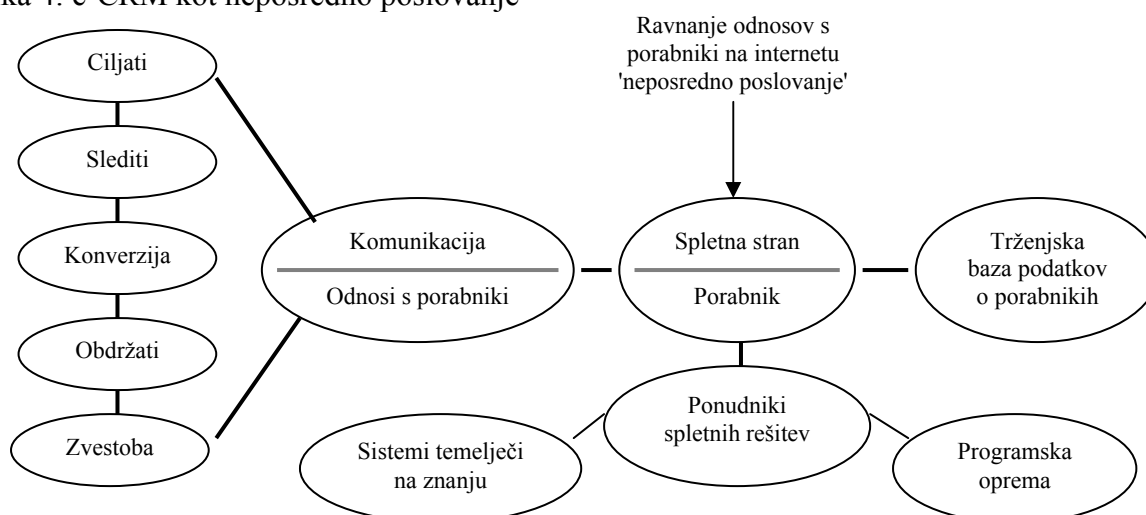 4: e-CRM kot neposredno poslovanje
Ravnanje odnosov s
porabniki na internetu
'neposredno poslovanje'
Ciljati
Slediti
Konverzija
Obdržati
Zvestoba
Komunikacija
Odnosi s porabniki
Spletna stran
Porabnik
Trženjska
baza podatkov
o porabnikih
Ponudniki
spletnih rešitev
Sistemi temelječi
na znanju
Programska
oprema